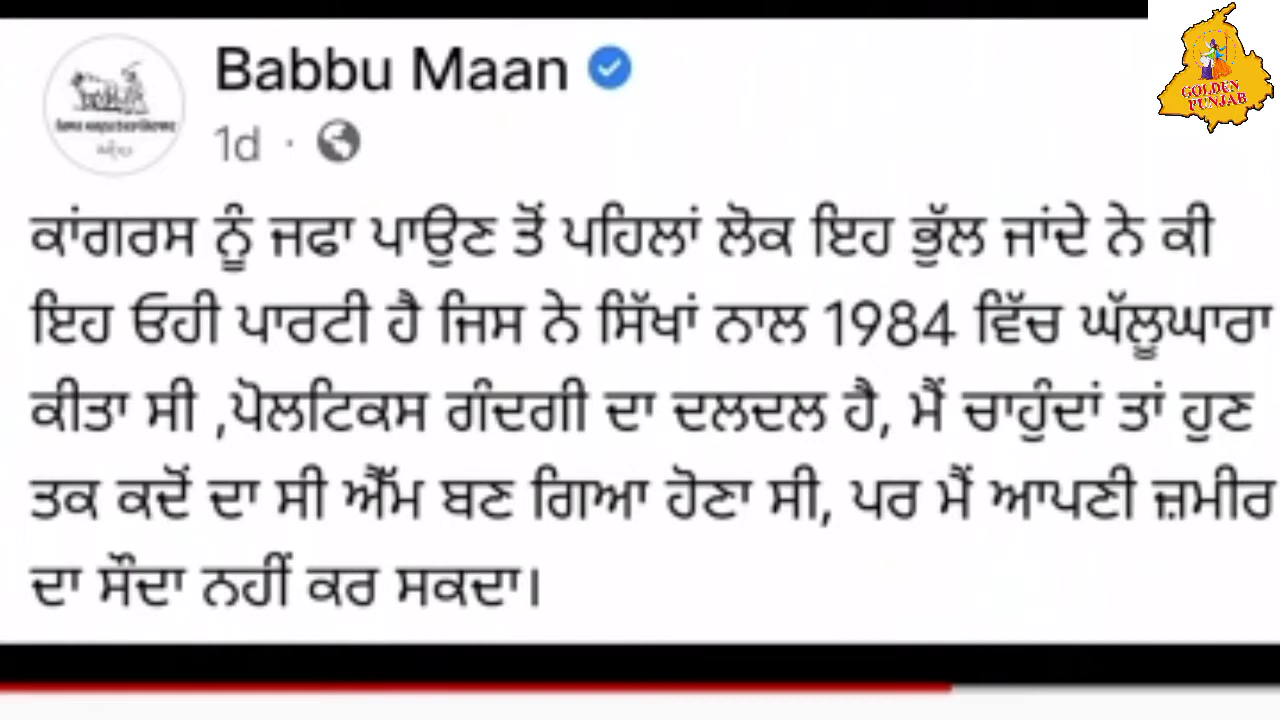 Babbu Maan
1d ·
GOLDEN
PUNJAB
ਕਾਂਗਰਸ ਨੂੰ ਜਫਾ ਪਾਉਣ ਤੋਂ ਪਹਿਲਾਂ ਲੋਕ ਇਹ ਭੁੱਲ ਜਾਂਦੇ ਨੇ ਕੀ
ਇਹ ਓਹੀ ਪਾਰਟੀ ਹੈ ਜਿਸ ਨੇ ਸਿੱਖਾਂ ਨਾਲ 1984 ਵਿੱਚ ਘੱਲੂਘਾਰਾ
ਕੀਤਾ ਸੀ ,ਪੋਲਟਿਕਸ ਗੰਦਗੀ ਦਾ ਦਲਦਲ ਹੈ, ਮੈਂ ਚਾਹੁੰਦਾਂ ਤਾਂ ਹੁਣ
ਤਕ ਕਦੋਂ ਦਾ ਸੀ ਐੱਮ ਬਣ ਗਿਆ ਹੋਣਾ ਸੀ, ਪਰ ਮੈਂ ਆਪਣੀ ਜ਼ਮੀਰ
ਦਾ ਸੌਦਾ ਨਹੀਂ ਕਰ ਸਕਦਾ।